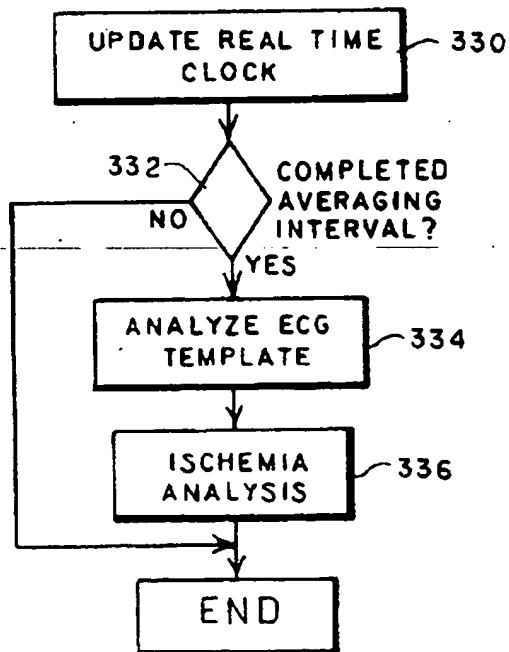 UPDATE REAL TIME
CLOCK
330
332
COMPLETED
AVERAGING
INTERVAL?
NO
YES
ANALYZE ECG
TEMPLATE
334
ISCHEMIA
ANALYSIS
336
END